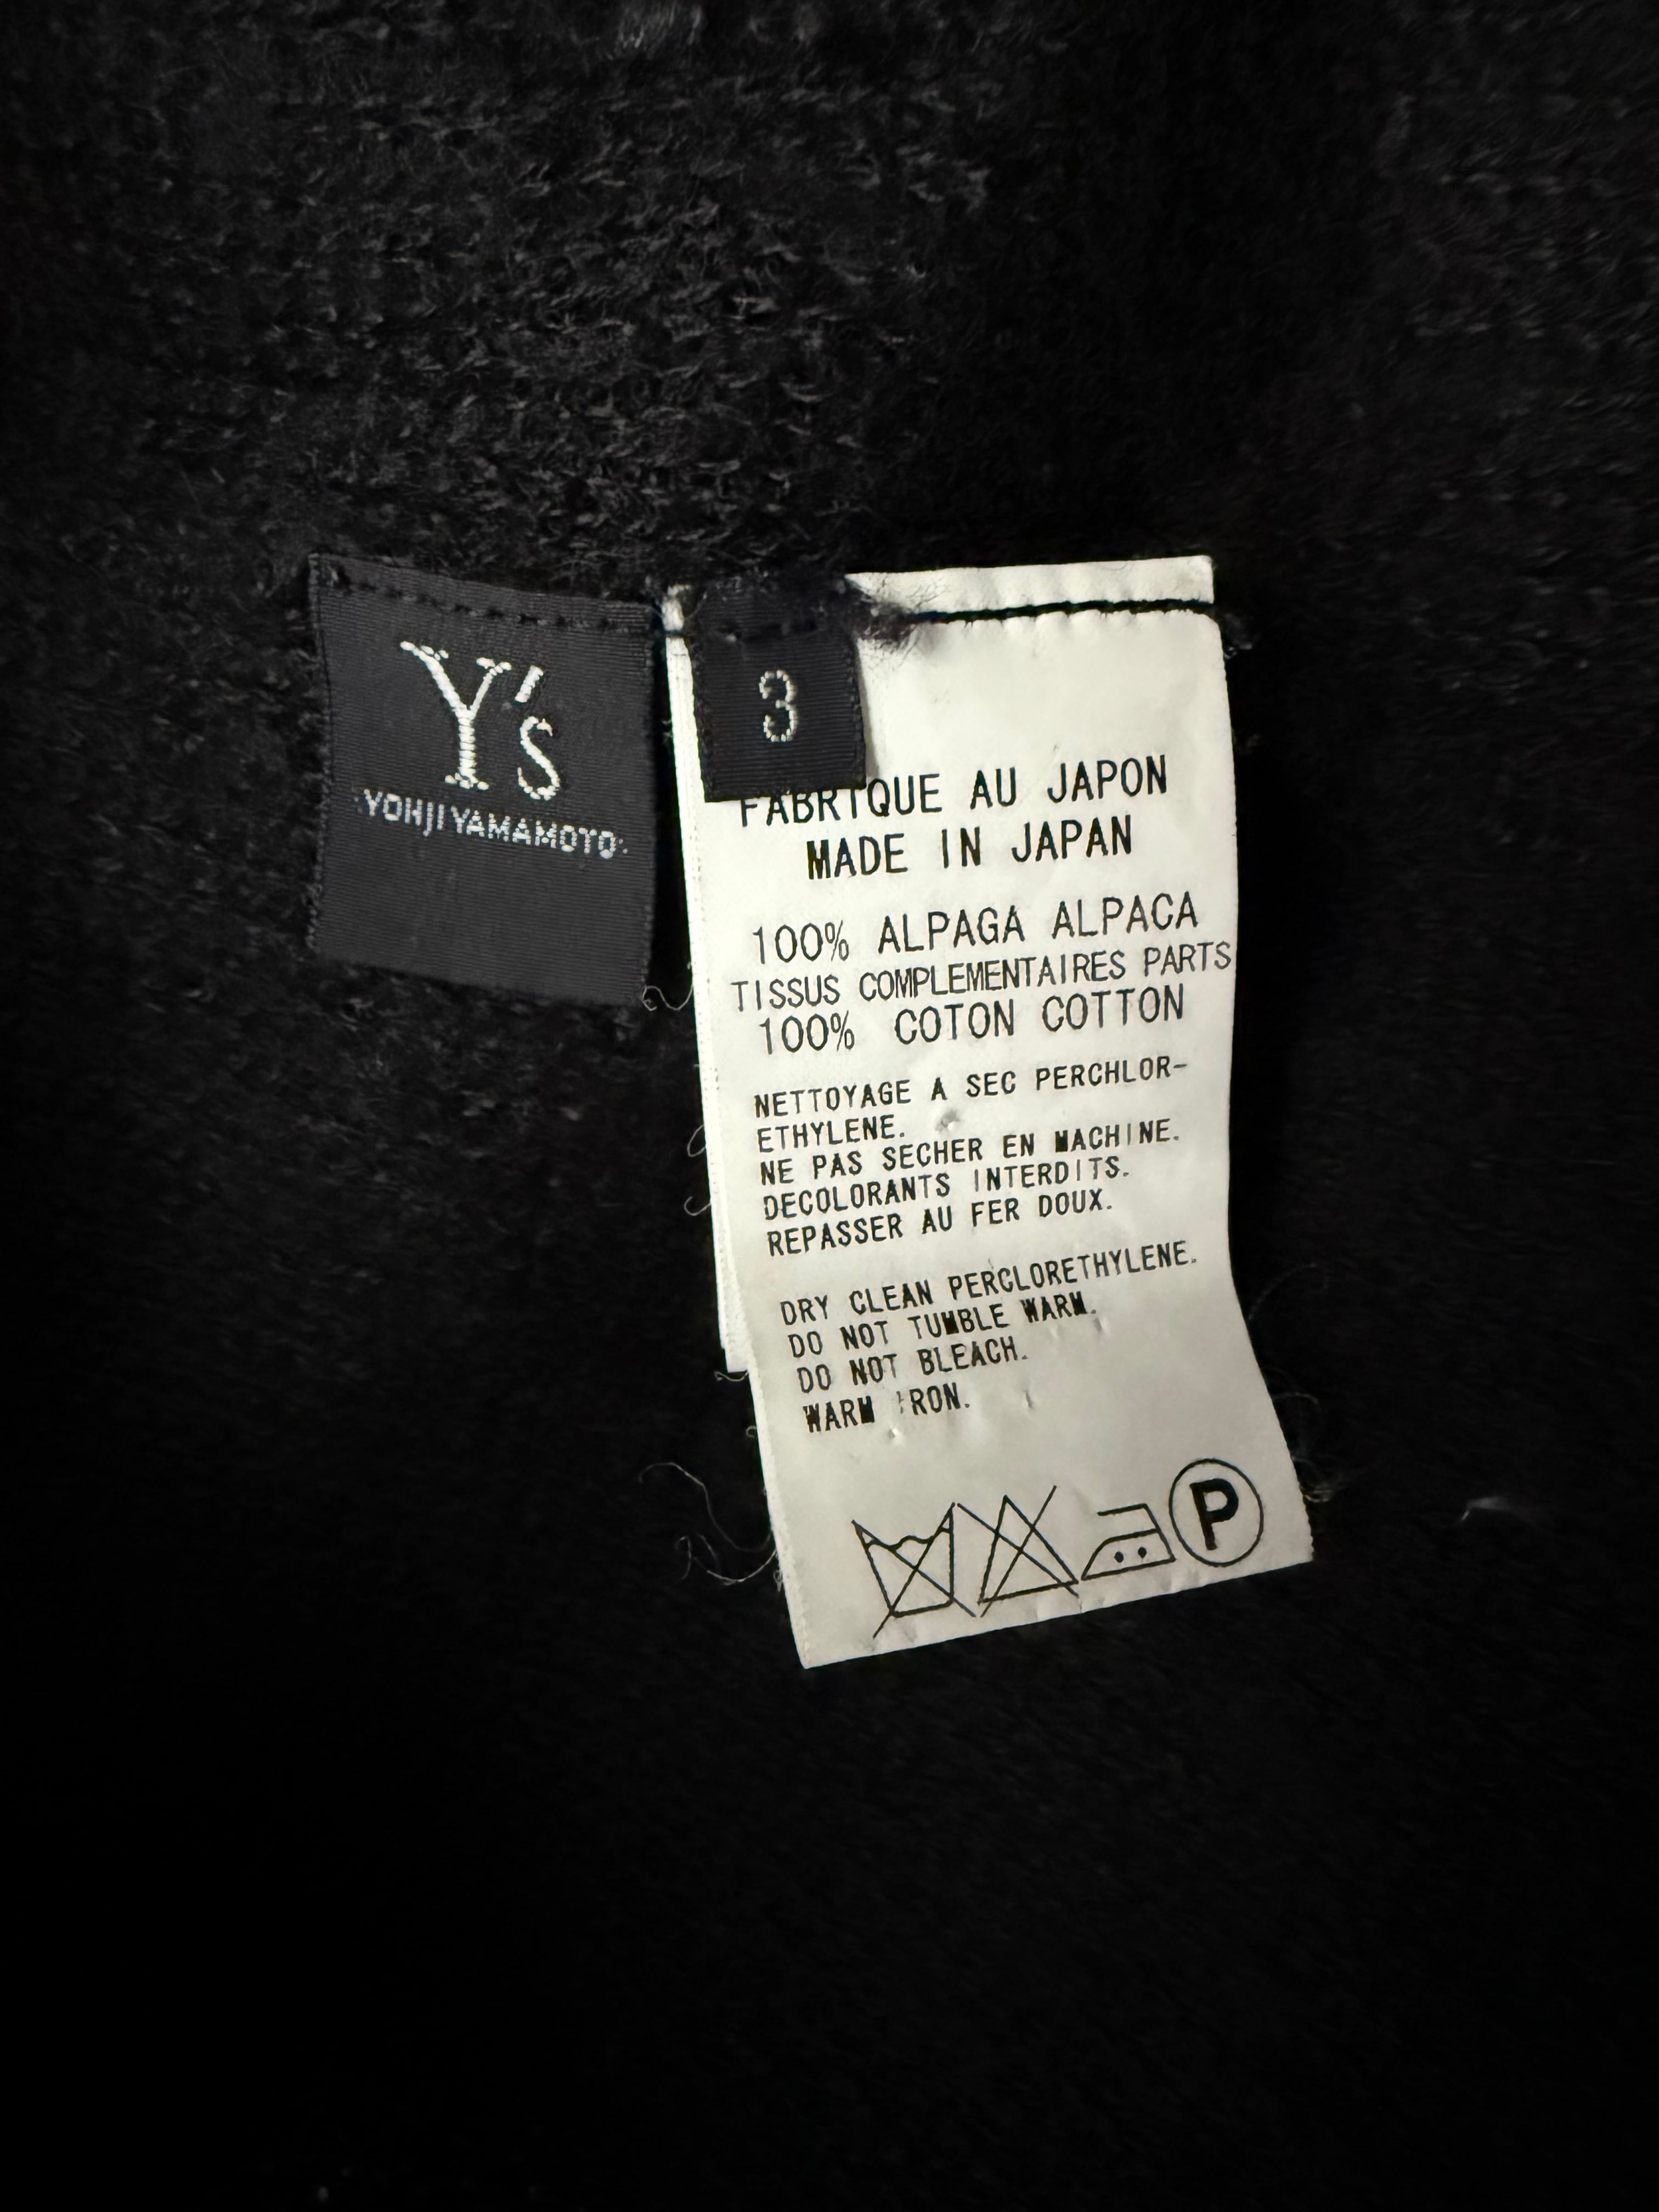 Y's
YOHJI YAMAMOTO.
3
FABRIQUE AU JAPON
MADE IN JAPAN
100% ALPAGA ALPACA
TISSUS COMPLEMENTAIRES PARTS
100% COTON COTTON
NETTOYAGE A SEC PERCHLOR-
ETHYLENE.
NE PAS SECHER EN MACHINE.
DECOLORANTS INTERDITS.
REPASSER AU FER DOUX.
DRY CLEAN PERCLORETHYLENE.
DO NOT TUMBLE WARM.
DO NOT BLEACH.
WARM IRON.
P